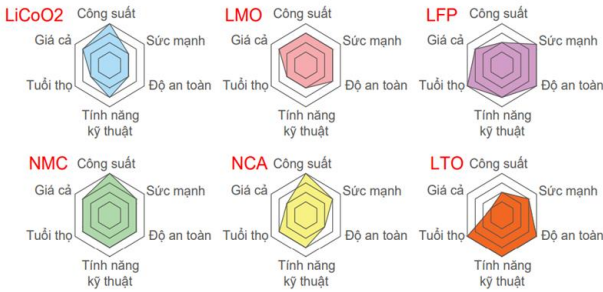 LiCoO2
Công suất
Giá cả
Sức mạnh
Tuổi thọ
Độ an toàn
Tính năng
kỹ thuật
LMO
Công suất
Giá cả
Sức mạnh
Tuổi thọ
Độ an toàn
Tính năng
kỹ thuật
LFP
Công suất
Giá cả
Sức mạnh
Tuổi thọ
Độ an toàn
Tính năng
kỹ thuật
NMC
Công suất
Giá cả
Sức mạnh
Tuổi thọ
Độ an toàn
Tính năng
kỹ thuật
NCA
Công suất
Giá cả
Sức mạnh
Tuổi thọ
Độ an toàn
Tính năng
kỹ thuật
LTO
Công suất
Giá cả
Sức mạnh
Tuổi thọ
Độ an toàn
Tính năng
kỹ thuật